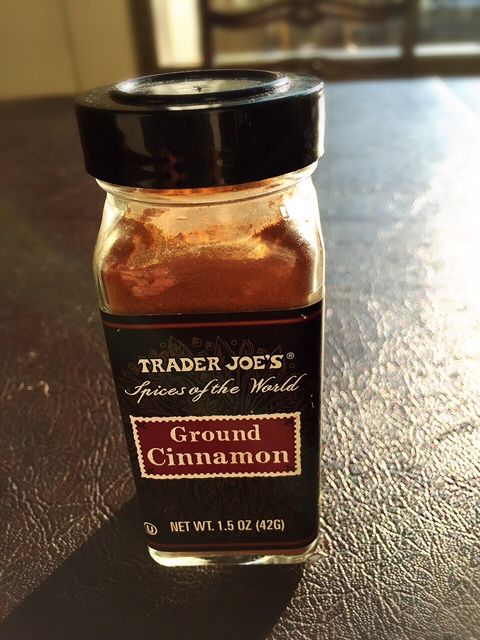 TRADER JOE'S®
Spices of the World
Ground
Cinnamon
U NET WT. 1.5 OZ (42G)